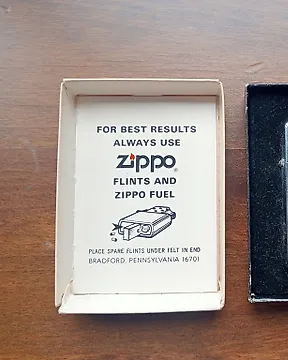 FOR BEST RESULTS
ALWAYS USE
Zippo®
FLINTS AND
ZIPPO FUEL
PLACE SPARE FLINTS UNDER FELT IN END
BRADFORD, PENNSYLVANIA 16701